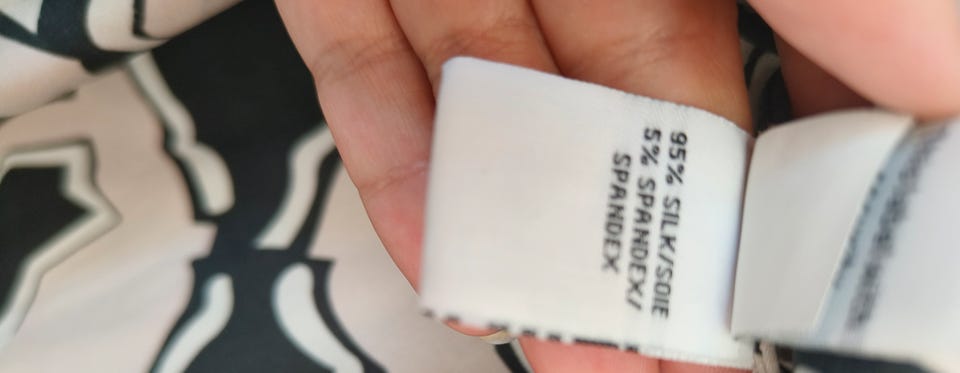 95% SILK/SOIE
5% SPANDEX/
SPANDEX